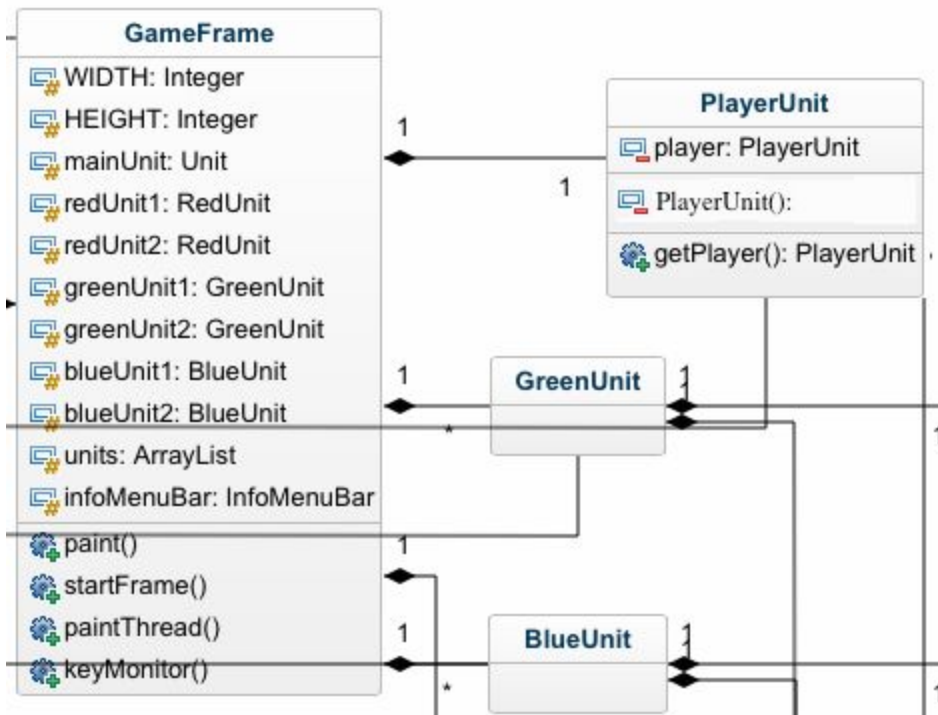 GameFrame
WIDTH: Integer
HEIGHT: Integer
mainUnit: Unit
redUnit1: RedUnit
redUnit2: RedUnit
greenUnit1: GreenUnit
greenUnit2: GreenUnit
blueUnit1: BlueUnit
blueUnit2: BlueUnit
units: ArrayList
infoMenuBar: InfoMenuBar
paint()
startFrame()
paintThread()
keyMonitor()
1
1
PlayerUnit
player: PlayerUnit
PlayerUnit():
getPlayer(): PlayerUnit
1
*
GreenUnit
1
1
*
1
BlueUnit
1